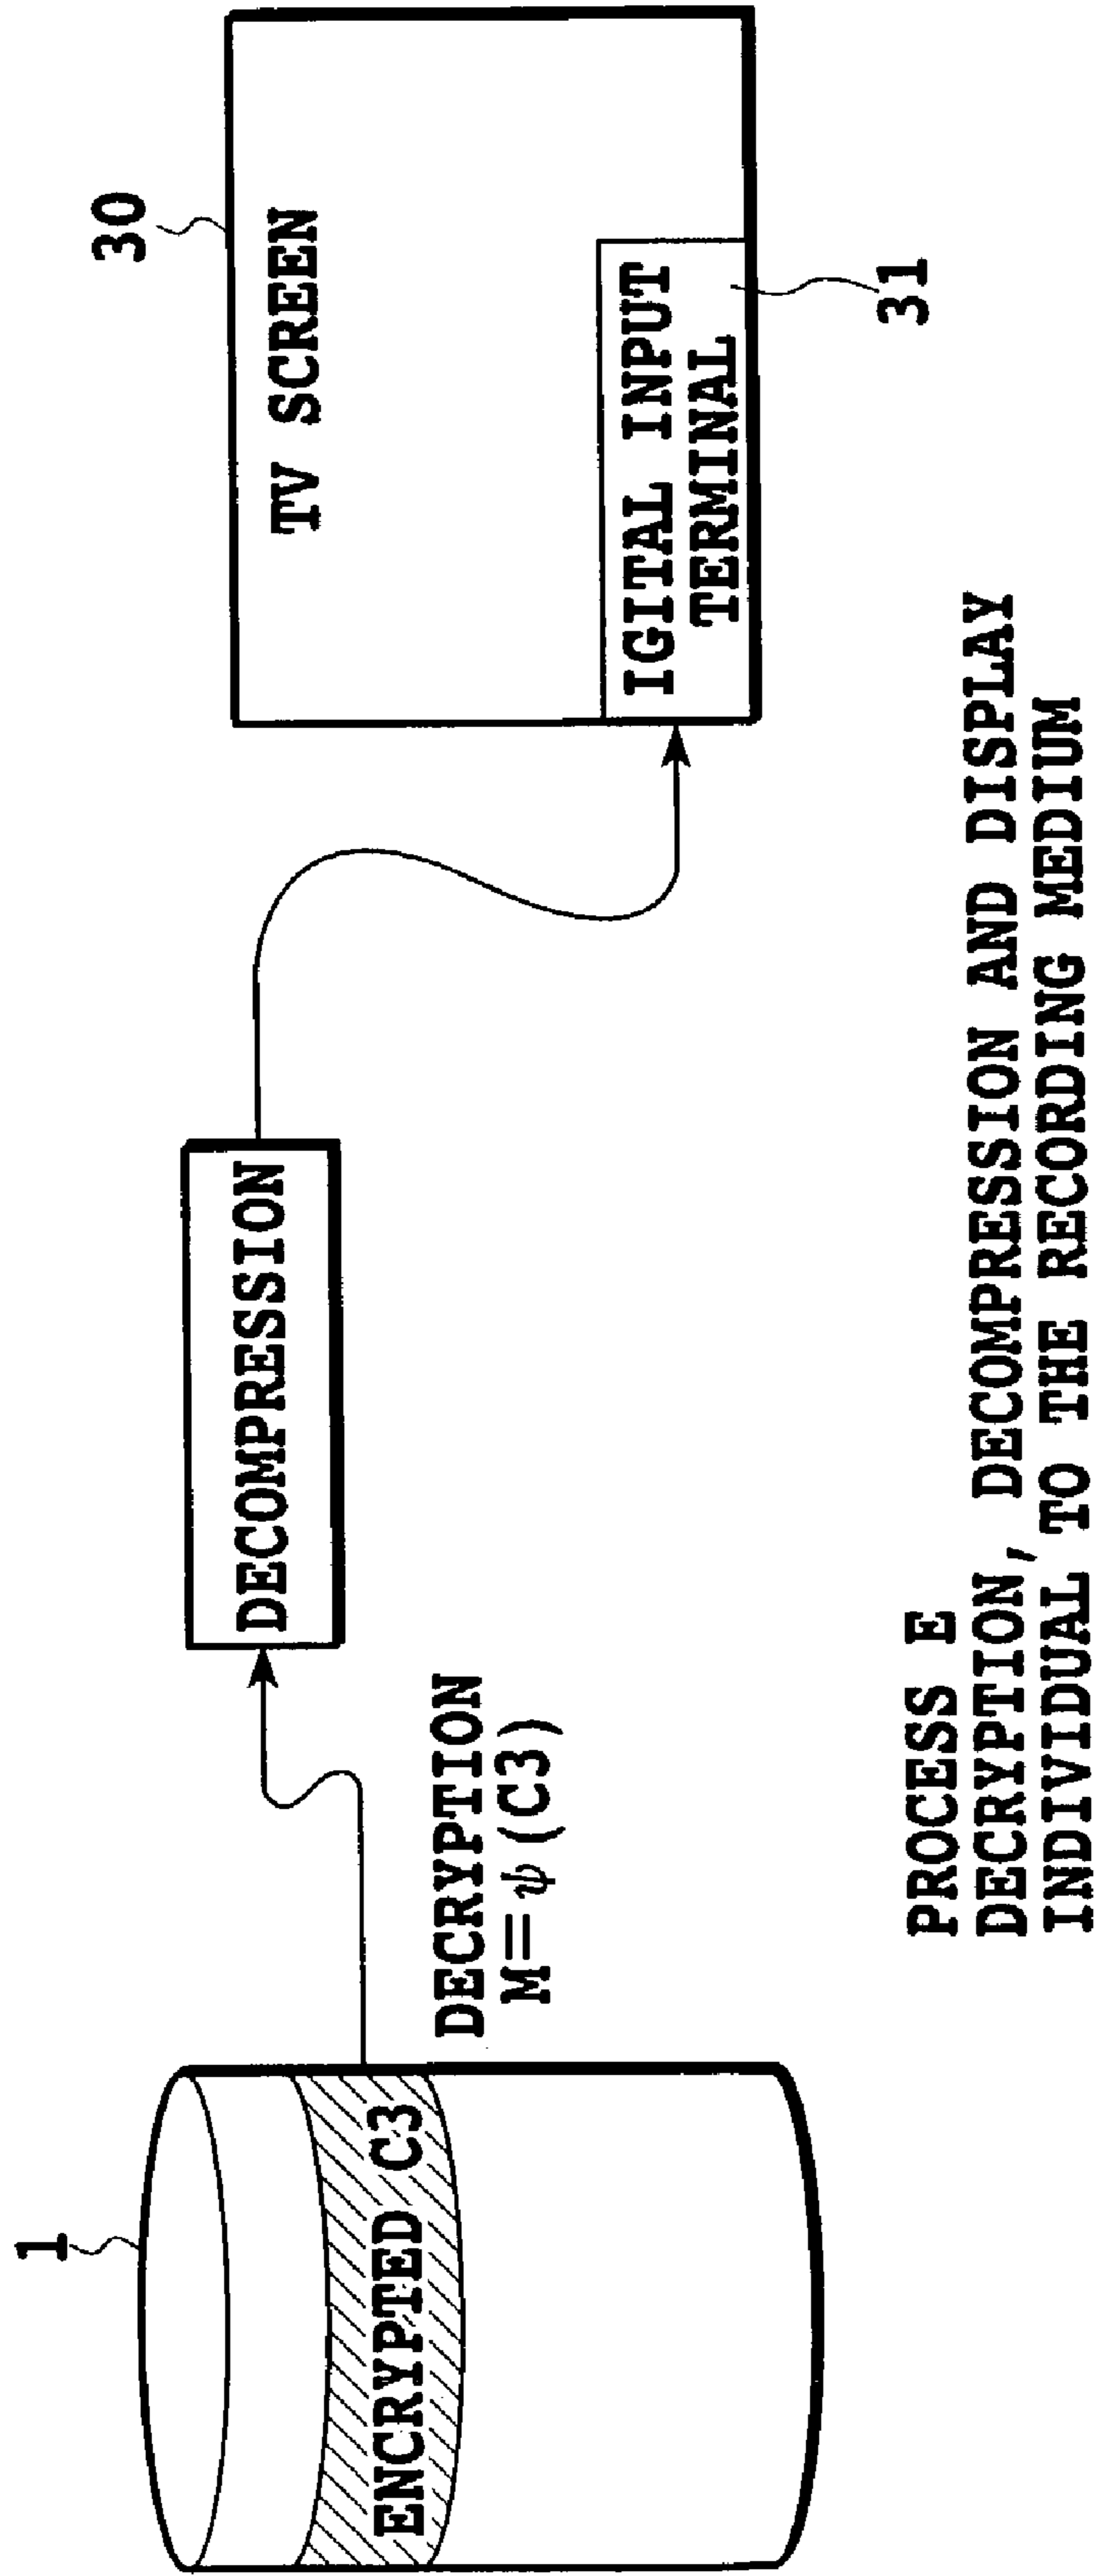 1
ENCRYPTED C3
DECRYPTION
M=ψ(C3)
DECOMPRESSION
30
TV SCREEN
IGITAL INPUT
TERMINAL
31
PROCESS E
DECRYPTION, DECOMPRESSION AND DISPLAY
INDIVIDUAL TO THE RECORDING MEDIUM